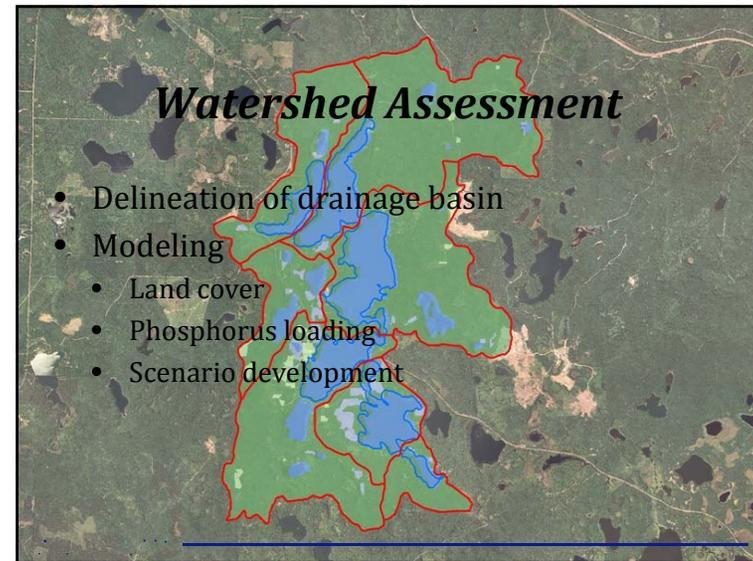 Watershed Assessment
• Delineation of drainage basin
• Modeling
• Land cover
• Phosphorus loading
• Scenario development